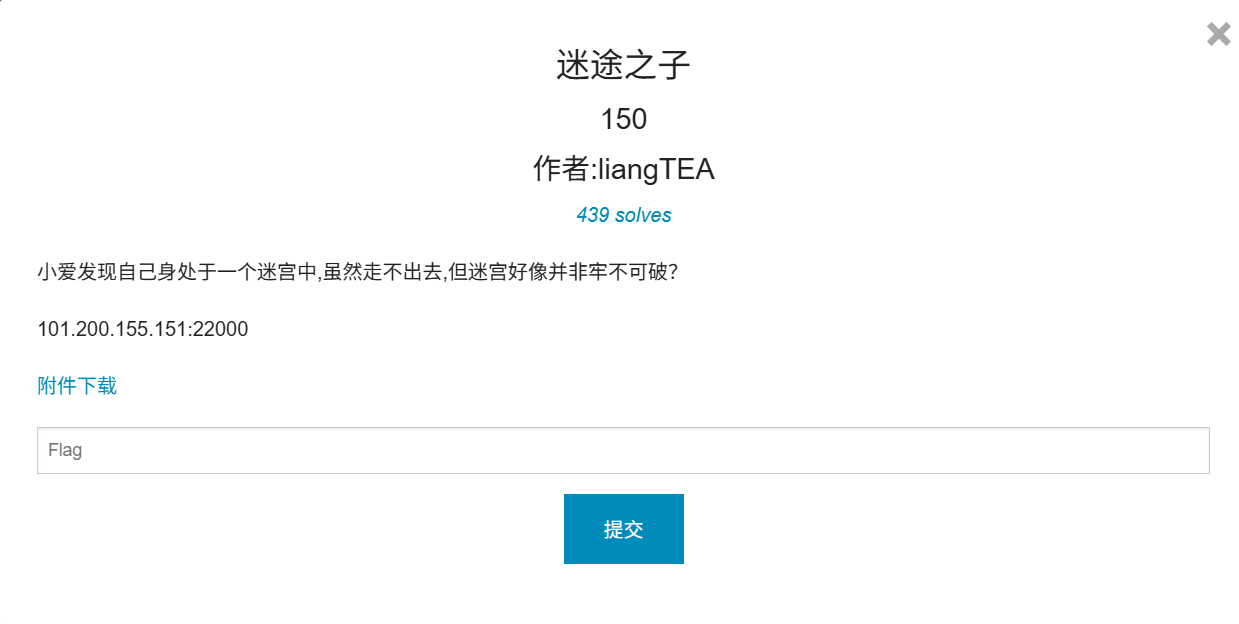 迷途之子
150
作者:liangTEA
439 solves
小爱发现自己身处于一个迷宫中,虽然走不出去,但迷宫好像并非牢不可破?
101.200.155.151:22000
附件下载
Flag
提交